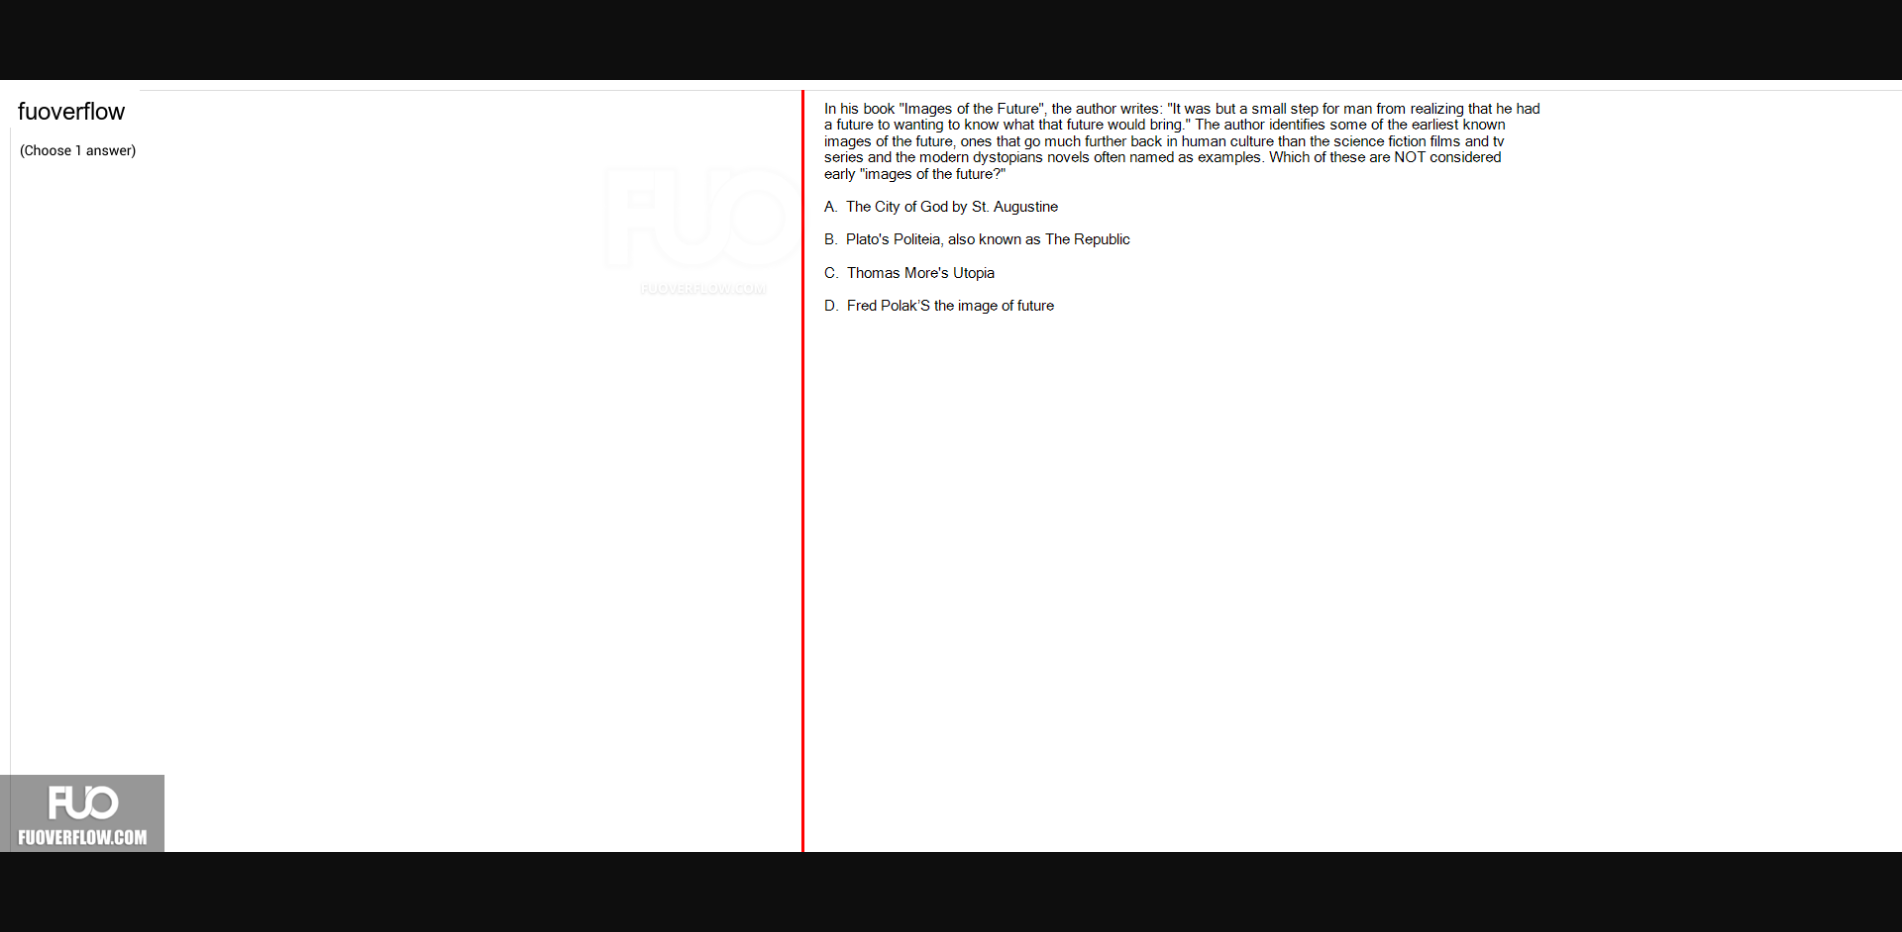 fuoverflow
(Choose 1 answer)
FUO
FUOVERFLOW.COM
In his book "Images of the Future", the author writes: "It was but a small step for man from realizing that he had
a future to wanting to know what that future would bring." The author identifies some of the earliest known
images of the future, ones that go much further back in human culture than the science fiction films and tv
series and the modern dystopians novels often named as examples. Which of these are NOT considered
early "images of the future?"
A. The City of God by St. Augustine
B. Plato's Politeia, also known as The Republic
C. Thomas More's Utopia
D. Fred Polak'S the image of future
FUO
FUOVERFLOW.COM